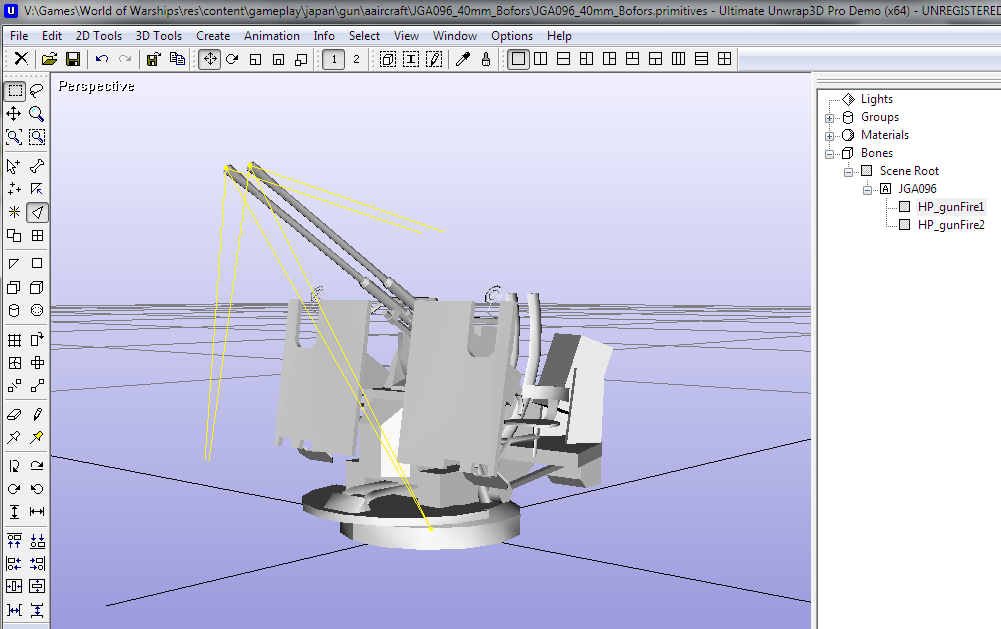 V:\Games\World of Warships\res\content\gameplay\japan\gun\aaircraft\JGA096_40mm_Bofors\JGA096_40mm_Bofors.primitives - Ultimate Unwrap3D Pro Demo (x64) - UNREGISTERED
File Edit 2D Tools 3D Tools Create Animation Info Select View Window Options Help
1 2
Perspective
Lights
Groups
Materials
Bones
Scene Root
A JGA096
HP_gunFire1
HP_gunFire2